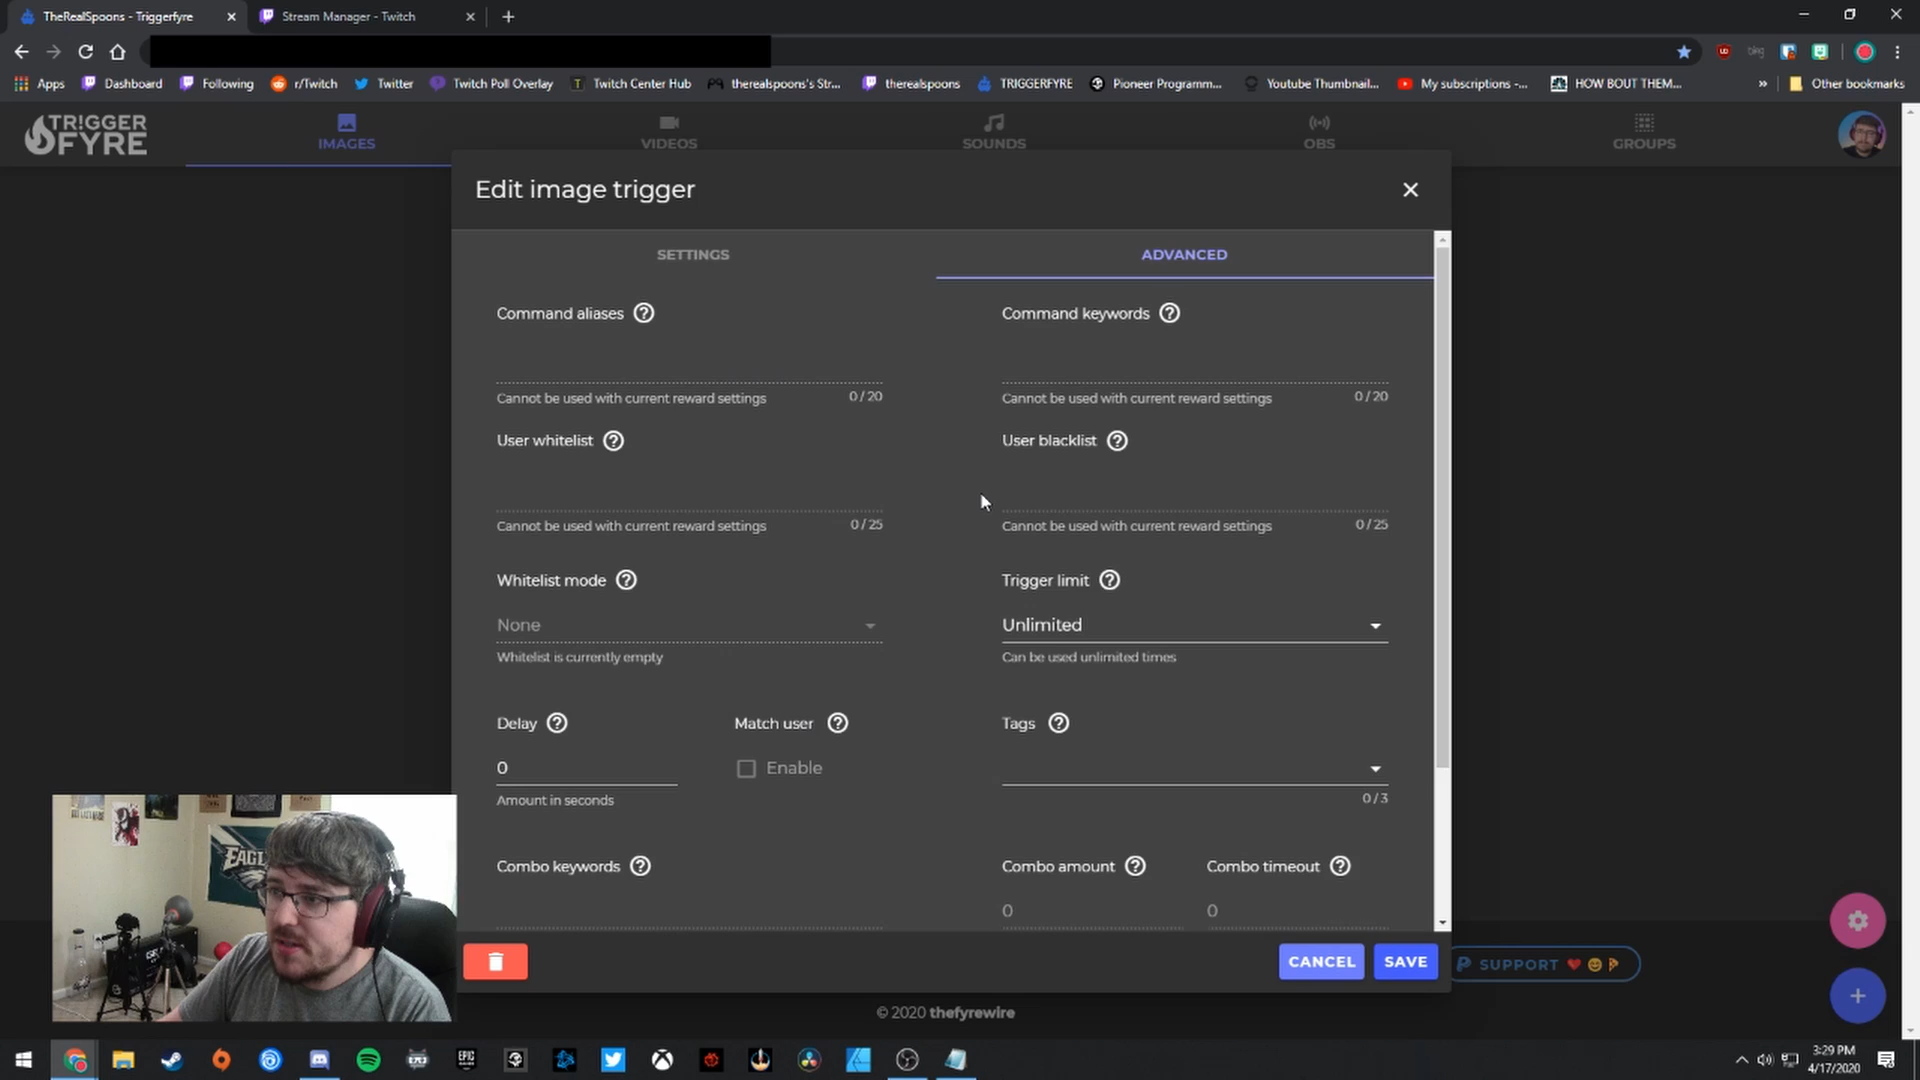 TheRealSpoons - Triggerfyre
Stream Manager - Twitch
Apps
Dashboard
Following
r/Twitch
Twitter
Twitch Poll Overlay
Twitch Center Hub
therealspoons's Str...
therealspoons
TRIGGERFYRE
Pioneer Programm...
Youtube Thumbnail...
My subscriptions -...
HOW BOUT THEM...
»
Other bookmarks
TR!GGER
FYRE
IMAGES
VIDEOS
SOUNDS
OBS
GROUPS
Edit image trigger
SETTINGS
ADVANCED
Command aliases ?
Command keywords ?
Cannot be used with current reward settings 0 / 20
Cannot be used with current reward settings 0 / 20
User whitelist ?
User blacklist ?
Cannot be used with current reward settings 0 / 25
Cannot be used with current reward settings 0 / 25
Whitelist mode ?
Trigger limit ?
None
Unlimited
Whitelist is currently empty
Can be used unlimited times
Delay ?
Match user ?
Tags ?
0
Enable
Amount in seconds
0 / 3
Combo keywords ?
Combo amount ?
Combo timeout ?
0
0
CANCEL
SAVE
SUPPORT
© 2020 thefyrewire
EAGL
EPIC
3:29 PM
4/17/2020